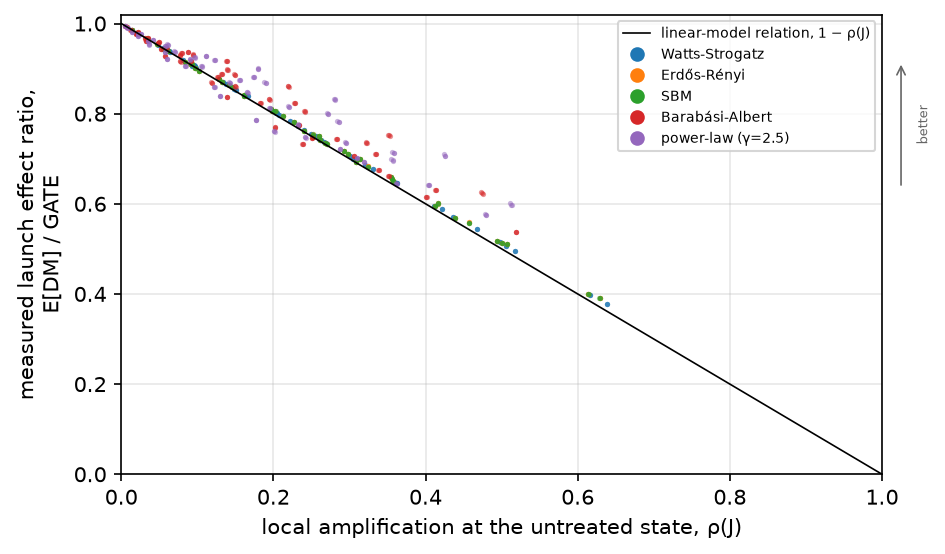 measured launch effect ratio,
E[DM] / GATE
1.0
0.8
0.6
0.4
0.2
0.0
linear-model relation, 1 − ρ(J)
Watts-Strogatz
Erdős-Rényi
SBM
Barabási-Albert
power-law (γ=2.5)
better
0.0 0.2 0.4 0.6 0.8 1.0
local amplification at the untreated state, ρ(J)